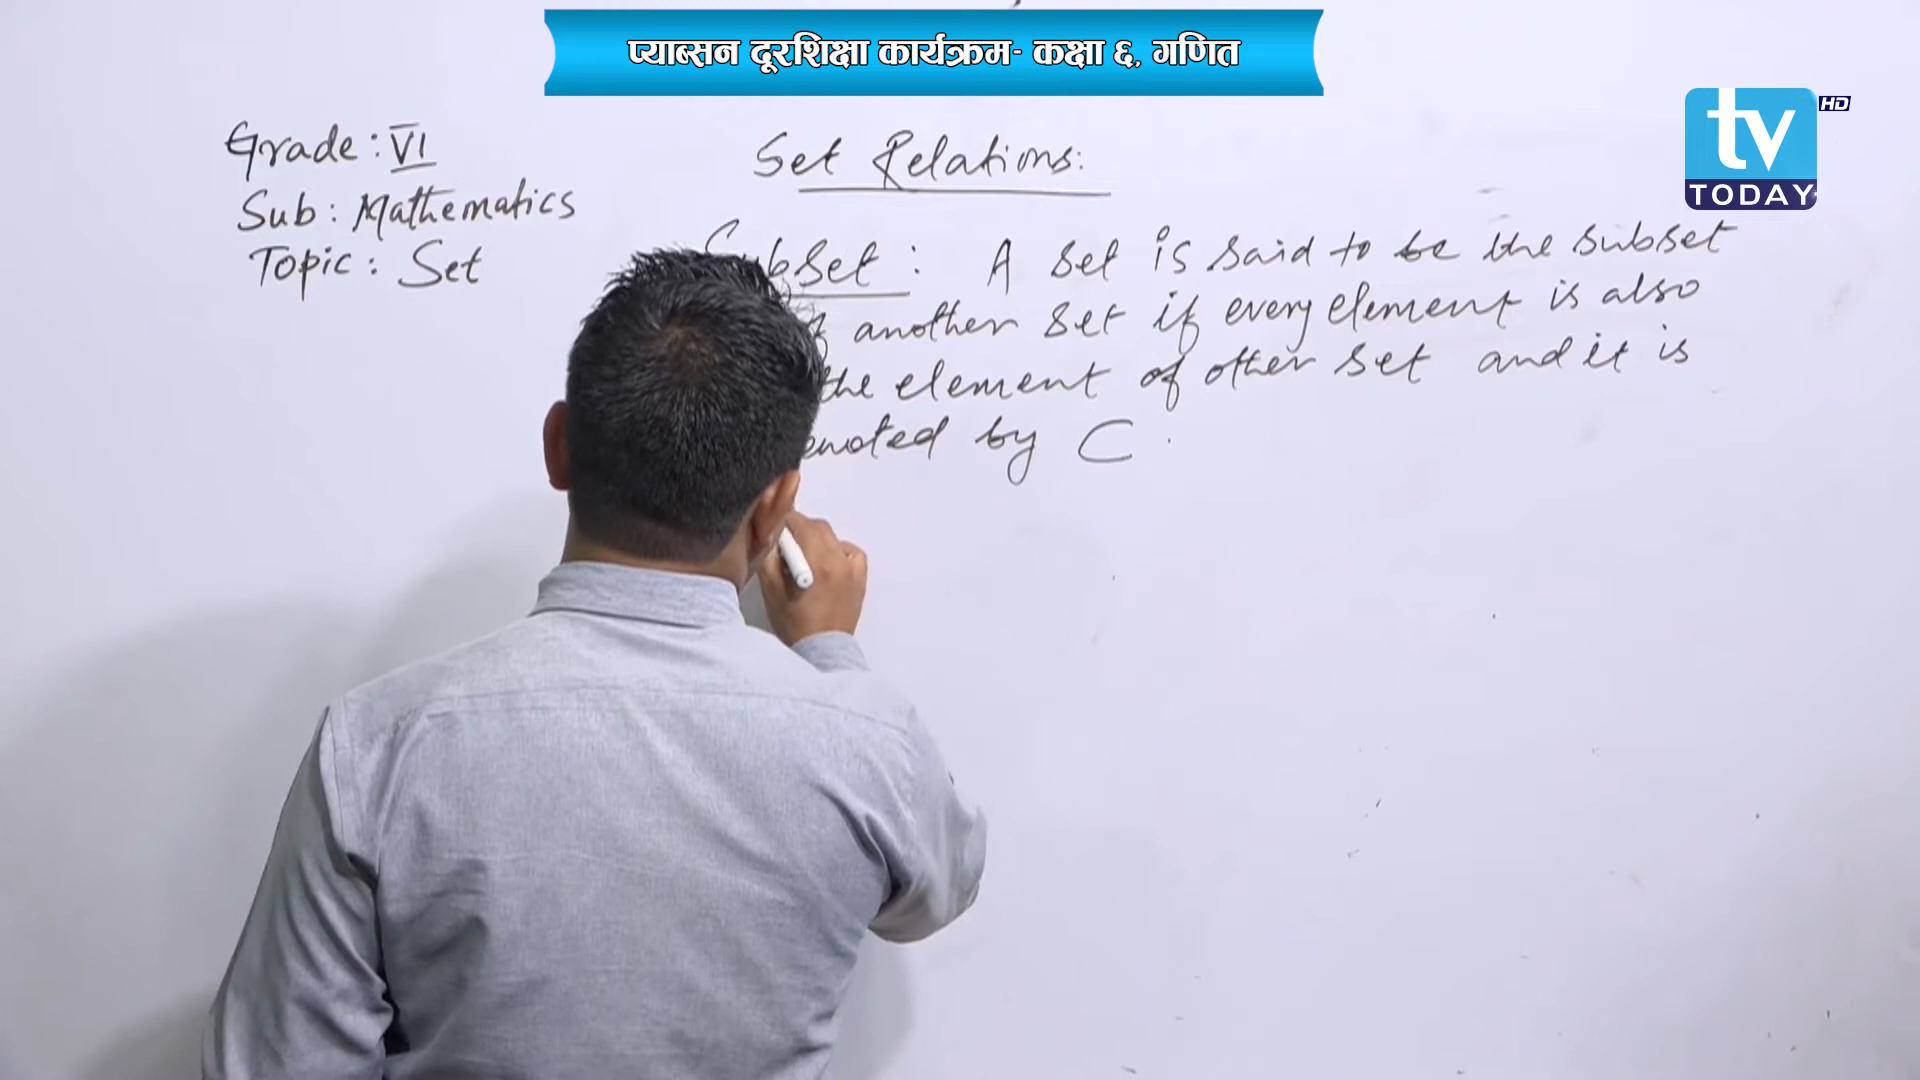 प्याब्सन दूरशिक्षा कार्यक्रम- कक्षा ६, गणित
tv HD
TODAY
Grade: VI
Sub: Mathematics
Topic: Set
Set Relations:
Subset: A set is said to be the subset
another set if every element is also
the element of other set and it is
by ⊂.